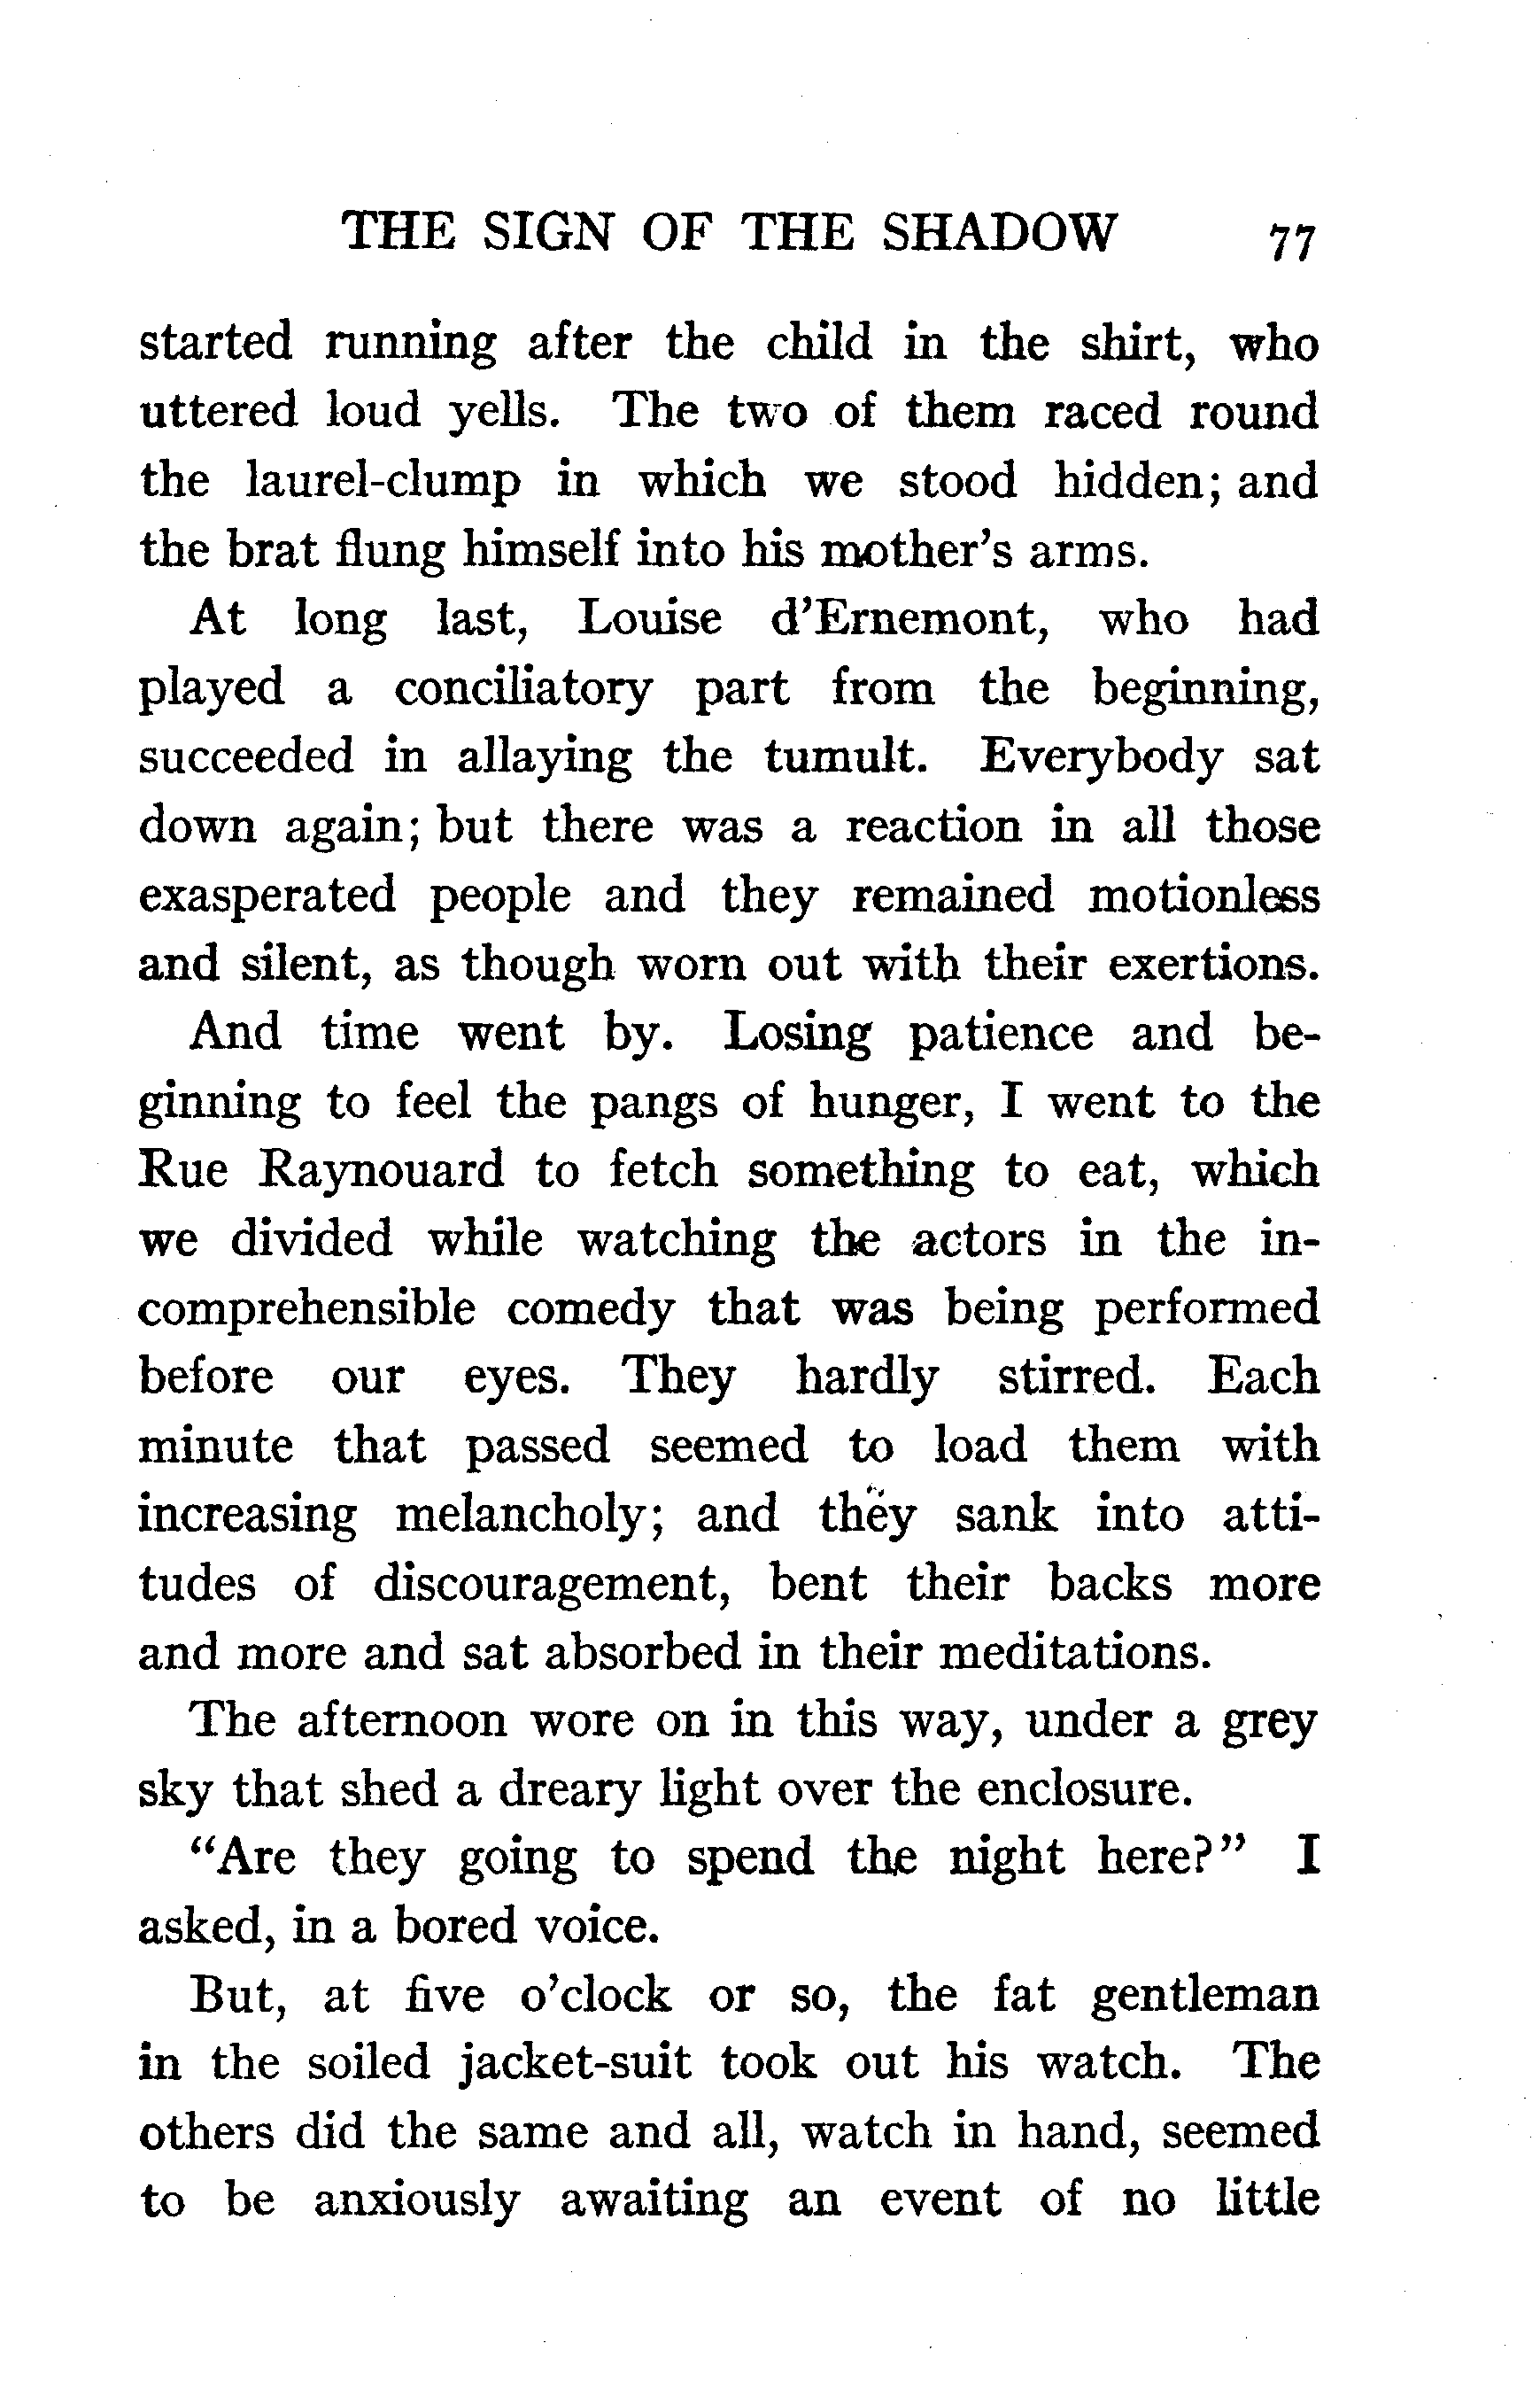 THE SIGN OF THE SHADOW 77
started running after the child in the shirt, who
uttered loud yells. The two of them raced round
the laurel-clump in which we stood hidden; and
the brat flung himself into his mother's arms.
At long last, Louise d'Ernemont, who had
played a conciliatory part from the beginning,
succeeded in allaying the tumult. Everybody sat
down again; but there was a reaction in all those
exasperated people and they remained motionless
and silent, as though worn out with their exertions.
And time went by. Losing patience and be-
ginning to feel the pangs of hunger, I went to the
Rue Raynouard to fetch something to eat, which
we divided while watching the actors in the in-
comprehensible comedy that was being performed
before our eyes. They hardly stirred. Each
minute that passed seemed to load them with
increasing melancholy; and they sank into atti-
tudes of discouragement, bent their backs more
and more and sat absorbed in their meditations.
The afternoon wore on in this way, under a grey
sky that shed a dreary light over the enclosure.
"Are they going to spend the night here?" I
asked, in a bored voice.
But, at five o'clock or so, the fat gentleman
in the soiled jacket-suit took out his watch. The
others did the same and all, watch in hand, seemed
to be anxiously awaiting an event of no little